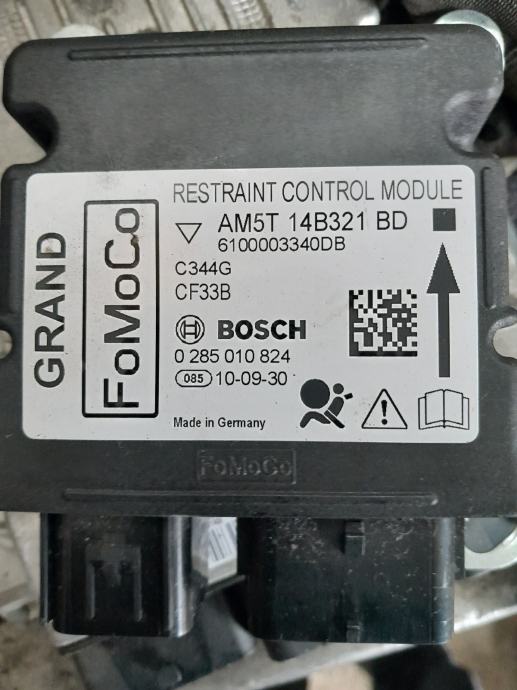 GRAND
FoMoCo
RESTRAINT CONTROL MODULE
AM5T 14B321 BD
6100003340DB
C344G
CF33B
BOSCH
0 285 010 824
085 10-09-30
Made in Germany
FoMoCo